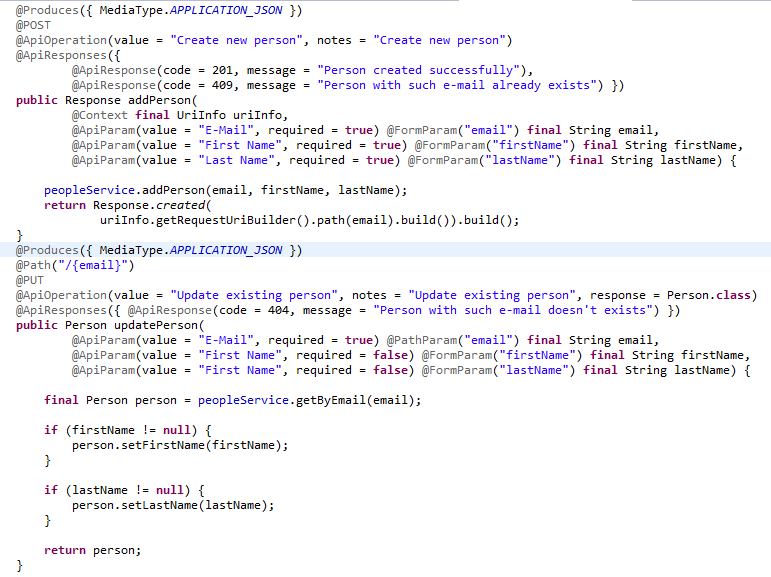 @Produces({ MediaType.APPLICATION_JSON })
@POST
@ApiOperation(value = "Create new person", notes = "Create new person")
@ApiResponses({
        @ApiResponse(code = 201, message = "Person created successfully"),
        @ApiResponse(code = 409, message = "Person with such e-mail already exists") })
public Response addPerson(
        @Context final UriInfo uriInfo,
        @ApiParam(value = "E-Mail", required = true) @FormParam("email") final String email,
        @ApiParam(value = "First Name", required = true) @FormParam("firstName") final String firstName,
        @ApiParam(value = "Last Name", required = true) @FormParam("lastName") final String lastName) {

    peopleService.addPerson(email, firstName, lastName);
    return Response.created(
            uriInfo.getRequestUriBuilder().path(email).build()).build();
}
@Produces({ MediaType.APPLICATION_JSON })
@Path("/{email}")
@PUT
@ApiOperation(value = "Update existing person", notes = "Update existing person", response = Person.class)
@ApiResponses({ @ApiResponse(code = 404, message = "Person with such e-mail doesn't exists") })
public Person updatePerson(
        @ApiParam(value = "E-Mail", required = true) @PathParam("email") final String email,
        @ApiParam(value = "First Name", required = false) @FormParam("firstName") final String firstName,
        @ApiParam(value = "First Name", required = false) @FormParam("lastName") final String lastName) {

    final Person person = peopleService.getByEmail(email);

    if (firstName != null) {
        person.setFirstName(firstName);
    }

    if (lastName != null) {
        person.setLastName(lastName);
    }

    return person;
}